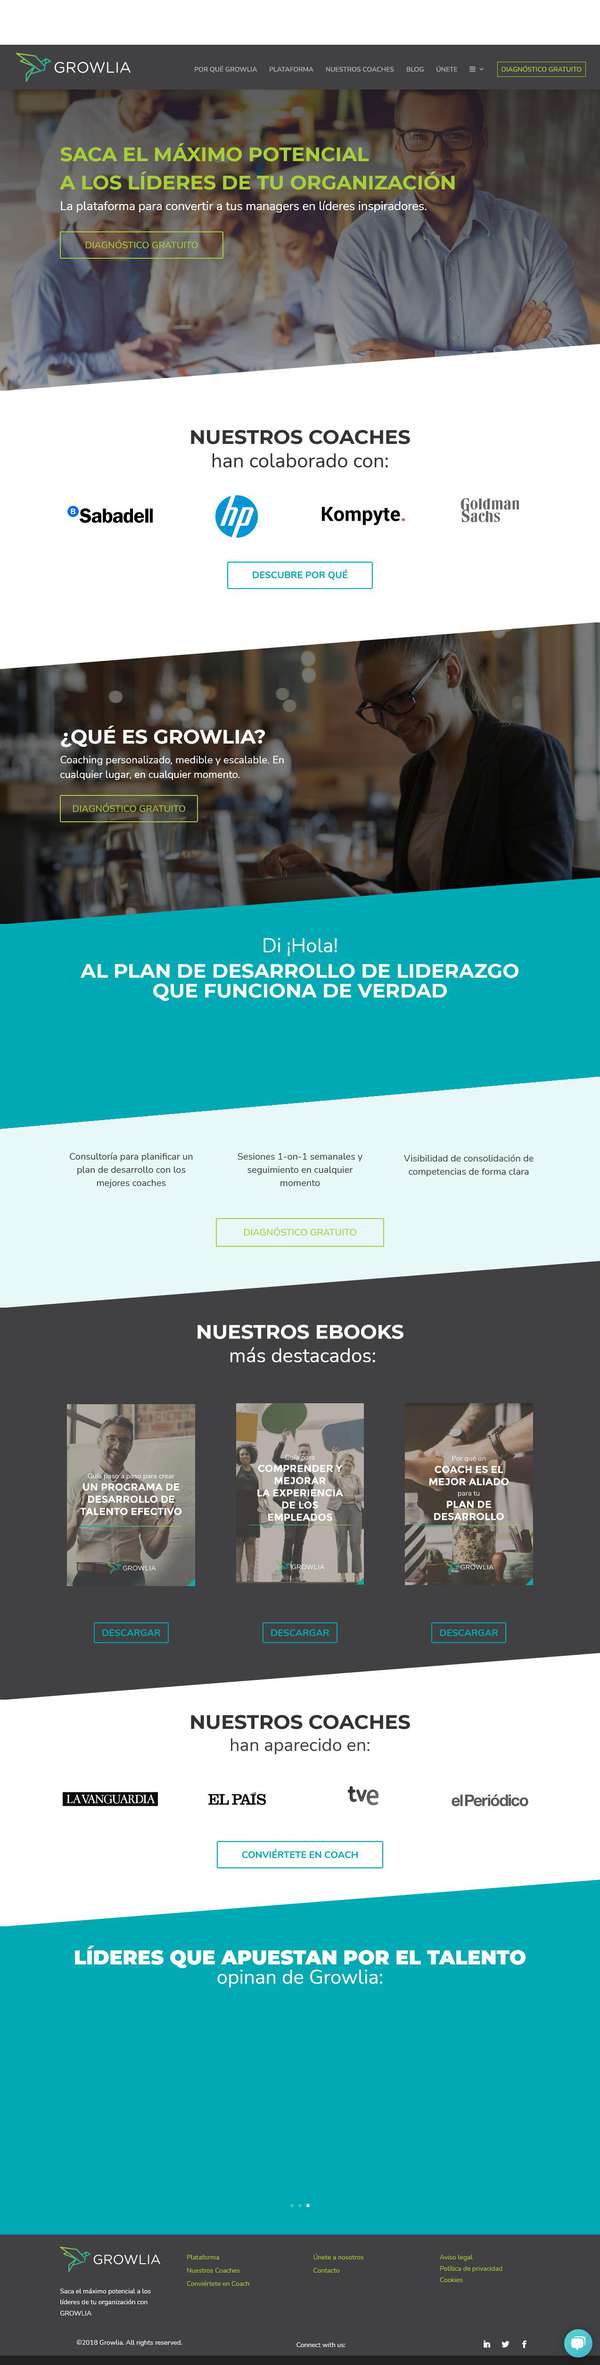 GROWLIA
POR QUÉ GROWLIA
PLATAFORMA
NUESTROS COACHES
BLOG
ÚNETE
DIAGNÓSTICO GRATUITO
SACA EL MÁXIMO POTENCIAL
A LOS LÍDERES DE TU ORGANIZACIÓN
La plataforma para convertir a tus managers en líderes inspiradores.
DIAGNÓSTICO GRATUITO
NUESTROS COACHES
han colaborado con:
B Sabadell
hp
Kompyte.
Goldman
Sachs
DESCUBRE POR QUÉ
¿QUÉ ES GROWLIA?
Coaching personalizado, medible y escalable. En
cualquier lugar, en cualquier momento.
DIAGNÓSTICO GRATUITO
Di ¡Hola!
AL PLAN DE DESARROLLO DE LIDERAZGO
QUE FUNCIONA DE VERDAD
Consultoría para planificar un
plan de desarrollo con los
mejores coaches
Sesiones 1-on-1 semanales y
seguimiento en cualquier
momento
Visibilidad de consolidación de
competencias de forma clara
DIAGNÓSTICO GRATUITO
NUESTROS EBOOKS
más destacados:
Guía paso a paso para crear
UN PROGRAMA DE
DESARROLLO DE
TALENTO EFECTIVO
GROWLIA
Guía para
COMPRENDER Y
MEJORAR
LA EXPERIENCIA
DE LOS
EMPLEADOS
GROWLIA
Por qué un
COACH ES EL
MEJOR ALIADO
para tu
PLAN DE
DESARROLLO
GROWLIA
DESCARGAR
DESCARGAR
DESCARGAR
NUESTROS COACHES
han aparecido en:
LA VANGUARDIA
EL PAÍS
tve
el Periódico
CONVIÉRTETE EN COACH
LÍDERES QUE APUESTAN POR EL TALENTO
opinan de Growlia:
GROWLIA
Saca el máximo potencial a los
líderes de tu organización con
GROWLIA
Plataforma
Nuestros Coaches
Conviértete en Coach
Únete a nosotros
Contacto
Aviso legal
Política de privacidad
Cookies
©2018 Growlia. All rights reserved.
Connect with us: